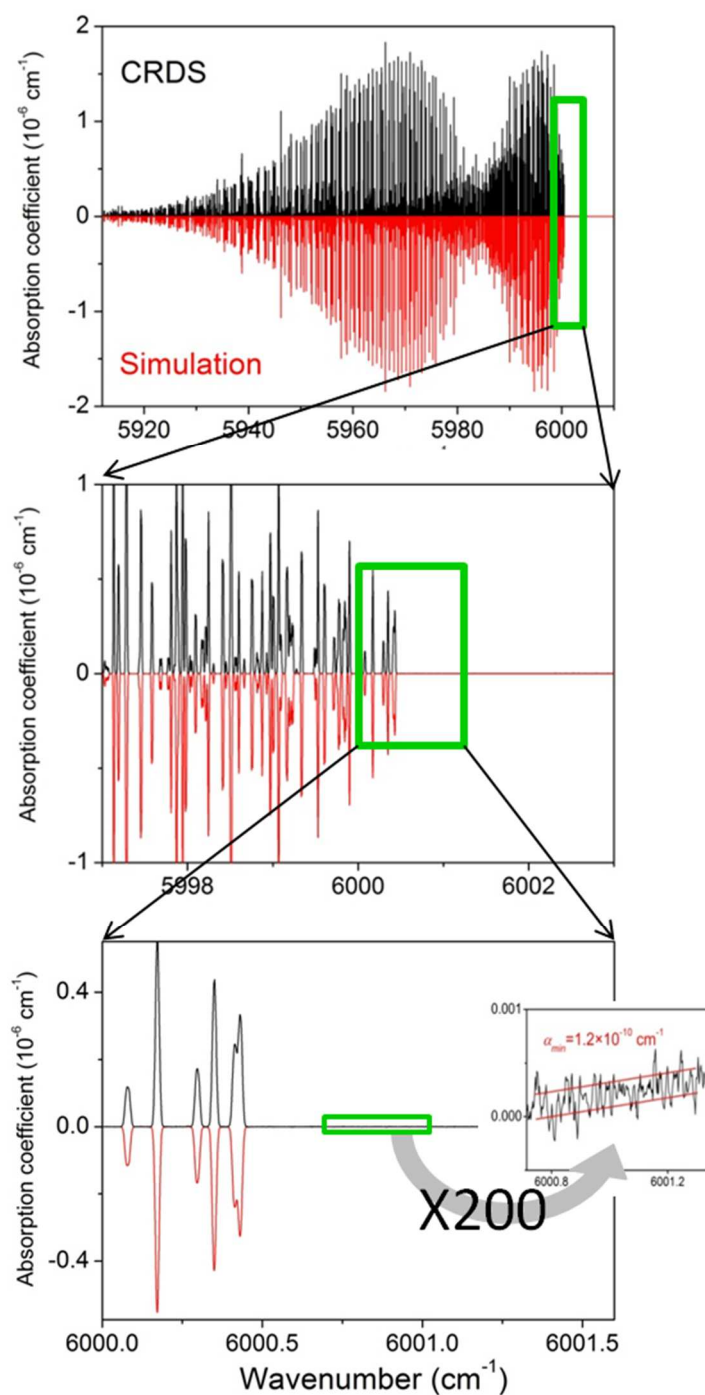 2
1
0
-1
-2
Absorption coefficient (10⁻⁶ cm⁻¹)
CRDS
Simulation
5920 5940 5960 5980 6000
1
0
-1
Absorption coefficient (10⁻⁶ cm⁻¹)
5998 6000 6002
0.4
0.0
-0.4
Absorption coefficient (10⁻⁶ cm⁻¹)
0.001
0.000
α_min=1.2×10⁻¹⁰ cm⁻¹
6000.8 6001.2
X200
6000.0 6000.5 6001.0 6001.5
Wavenumber (cm⁻¹)